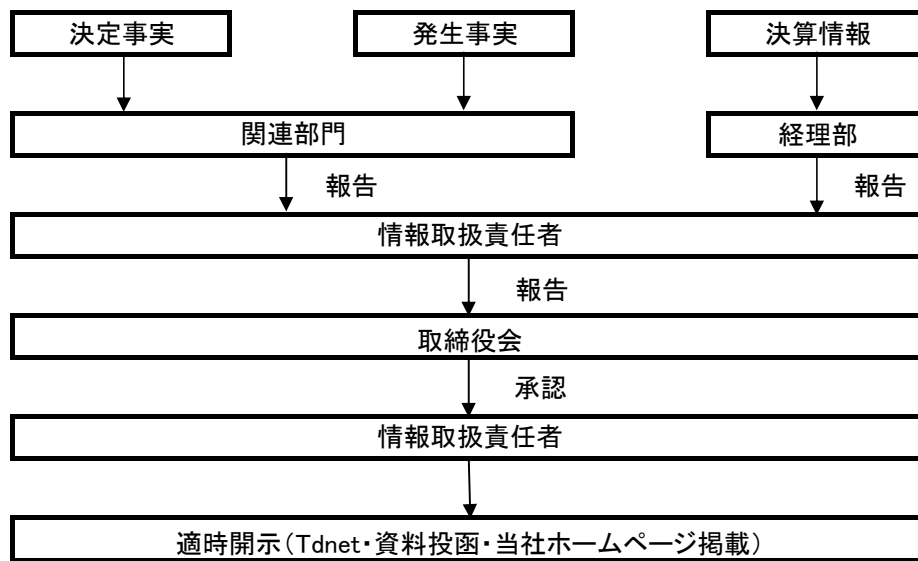 決定事実
発生事実
決算情報
関連部門
経理部
報告
報告
情報取扱責任者
報告
取締役会
承認
情報取扱責任者
適時開示（Tdnet・資料投函・当社ホームページ掲載）